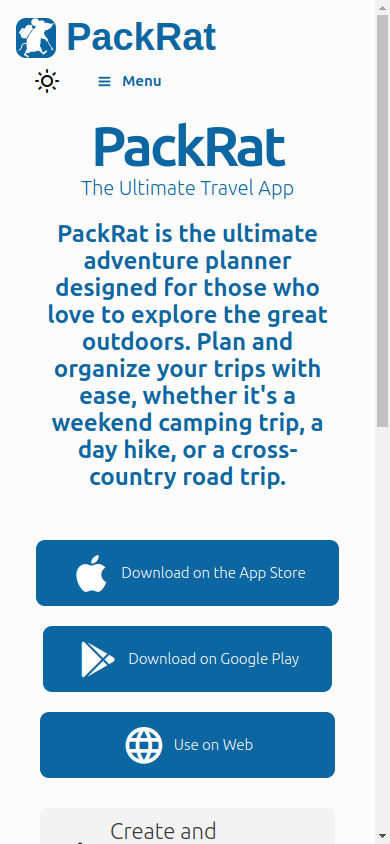 PackRat
Menu
PackRat
The Ultimate Travel App
PackRat is the ultimate
adventure planner
designed for those who
love to explore the great
outdoors. Plan and
organize your trips with
ease, whether it's a
weekend camping trip, a
day hike, or a cross-
country road trip.
Download on the App Store
Download on Google Play
Use on Web
Create and